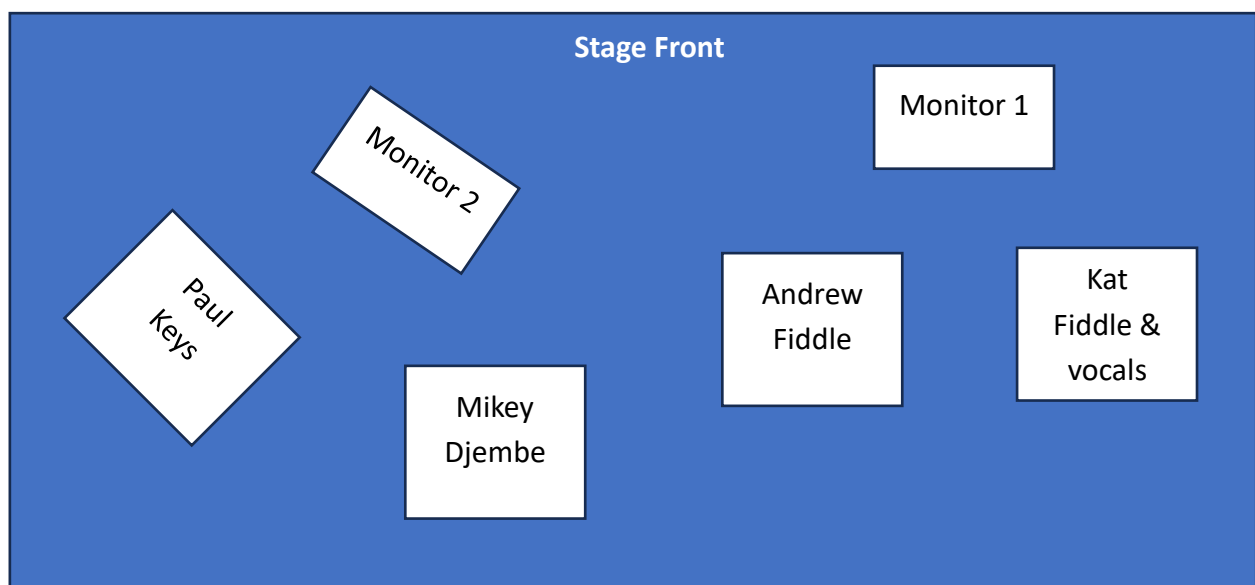 Stage Front
Monitor 1
Monitor 2
Paul
Keys
Andrew
Fiddle
Kat
Fiddle &
vocals
Mikey
Djembe